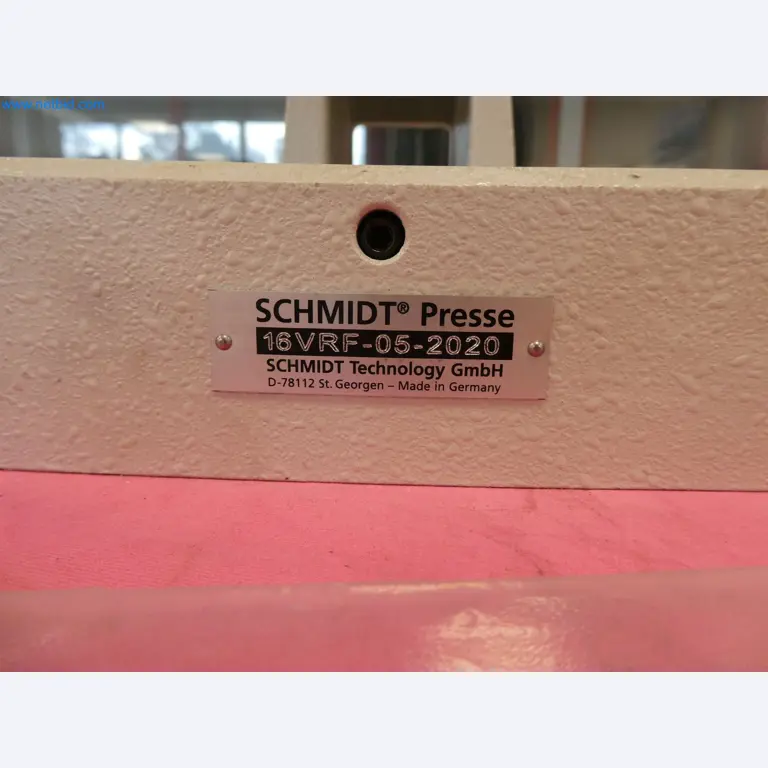 SCHMIDT® Presse
16VRF-05-2020
SCHMIDT Technology GmbH
D-78112 St. Georgen – Made in Germany